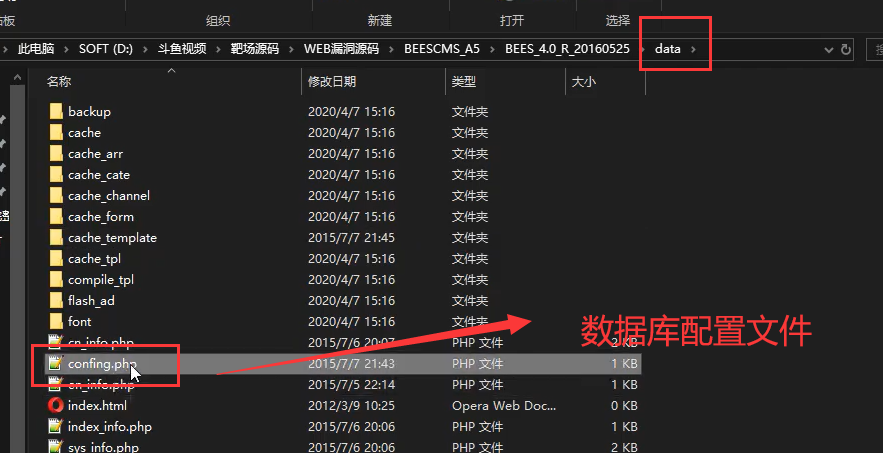 组织 新建 打开 选择
此电脑 › SOFT (D:) › 斗鱼视频 › 靶场源码 › WEB漏洞源码 › BEESCMS_A5 › BEES_4.0_R_20160525 › data ›
名称 修改日期 类型 大小
backup 2020/4/7 15:16 文件夹
cache 2020/4/7 15:16 文件夹
cache_arr 2020/4/7 15:16 文件夹
cache_cate 2020/4/7 15:16 文件夹
cache_channel 2020/4/7 15:16 文件夹
cache_form 2020/4/7 15:16 文件夹
cache_template 2015/7/7 21:45 文件夹
cache_tpl 2020/4/7 15:16 文件夹
compile_tpl 2020/4/7 15:16 文件夹
flash_ad 2020/4/7 15:16 文件夹
font 2020/4/7 15:16 文件夹
数据库配置文件
cn_info.php 2015/7/6 20:07 PHP 文件 2 KB
confing.php 2015/7/7 21:43 PHP 文件 1 KB
en_info.php 2015/7/5 22:14 PHP 文件 1 KB
index.html 2012/3/9 10:25 Opera Web Doc... 0 KB
index_info.php 2015/7/6 20:06 PHP 文件 1 KB
sys_info.php 2015/7/6 20:06 PHP 文件 2 KB